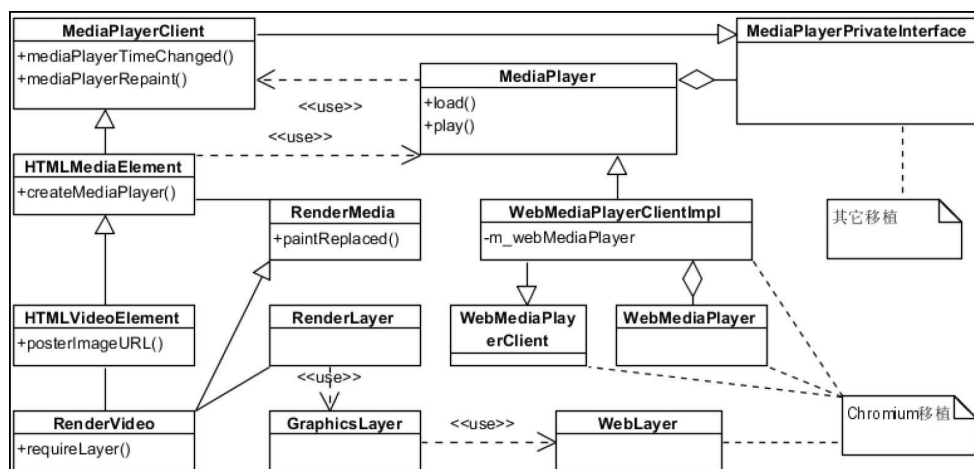 MediaPlayerClient
+mediaPlayerTimeChanged()
+mediaPlayerRepaint()
MediaPlayerPrivateInterface
MediaPlayer
+load()
+play()
<<use>>
<<use>>
HTMLMediaElement
+createMediaPlayer()
RenderMedia
+paintReplaced()
WebMediaPlayerClientImpl
-m_webMediaPlayer
其它移植
HTMLVideoElement
+posterImageURL()
RenderLayer
WebMediaPlay
erClient
WebMediaPlayer
<<use>>
RenderVideo
+requireLayer()
GraphicsLayer
<<use>>
WebLayer
Chromium移植